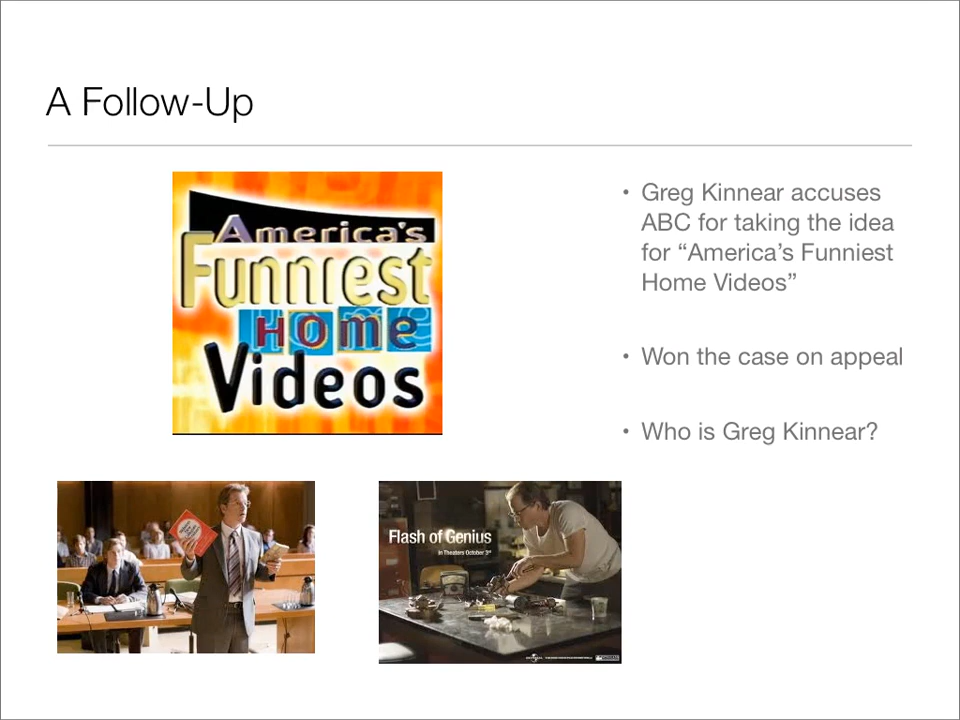 A Follow-Up
America's
Funniest
Home
Videos
• Greg Kinnear accuses
ABC for taking the idea
for “America’s Funniest
Home Videos”
• Won the case on appeal
• Who is Greg Kinnear?
Flash of Genius
In Theaters October 3rd